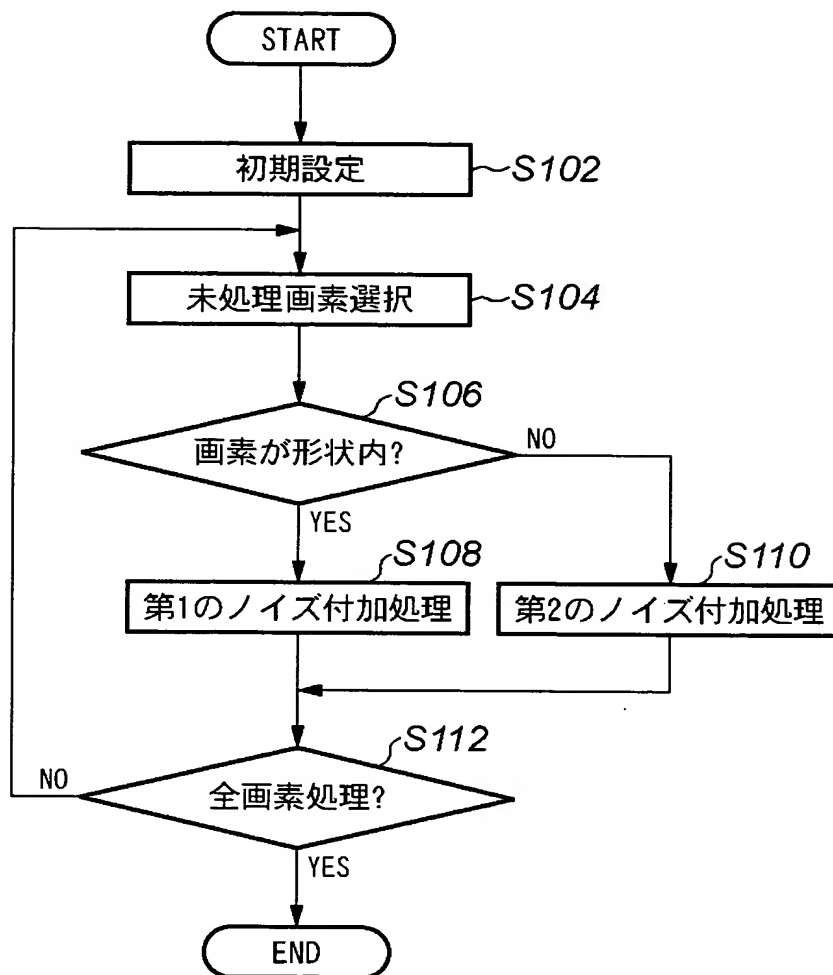 START
初期設定
S102
未処理画素選択
S104
S106
画素が形状内?
NO
YES
S108
第1のノイズ付加処理
S110
第2のノイズ付加処理
S112
NO
全画素処理?
YES
END